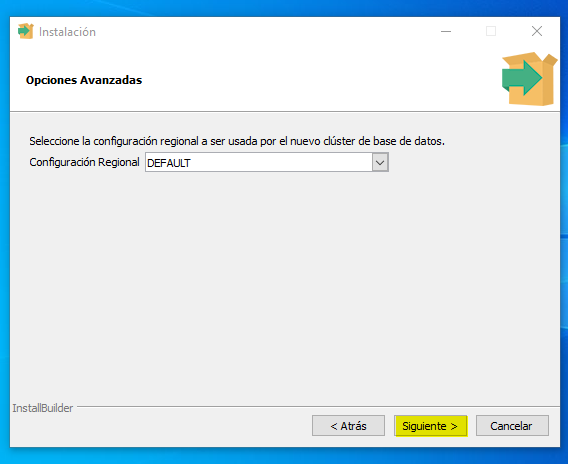 Instalación
Opciones Avanzadas
Seleccione la configuración regional a ser usada por el nuevo clúster de base de datos.
Configuración Regional DEFAULT
InstallBuilder
< Atrás Siguiente > Cancelar